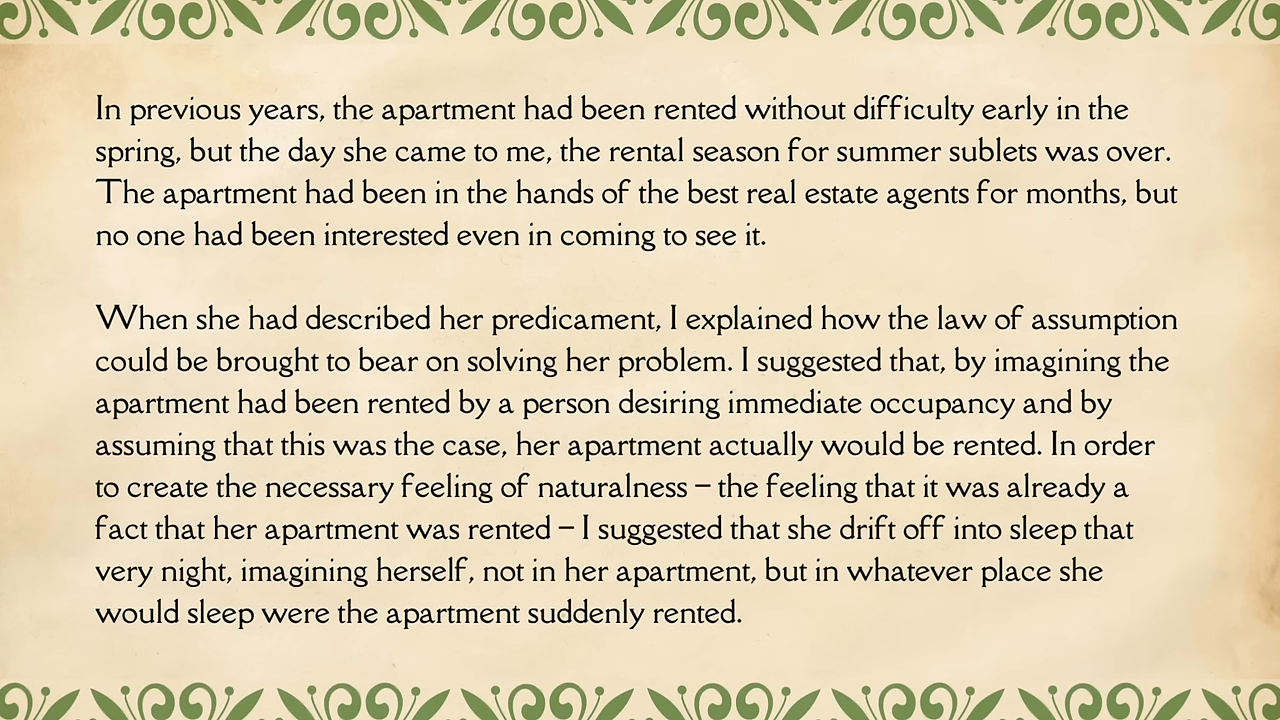 In previous years, the apartment had been rented without difficulty early in the
spring, but the day she came to me, the rental season for summer sublets was over.
The apartment had been in the hands of the best real estate agents for months, but
no one had been interested even in coming to see it.
When she had described her predicament, I explained how the law of assumption
could be brought to bear on solving her problem. I suggested that, by imagining the
apartment had been rented by a person desiring immediate occupancy and by
assuming that this was the case, her apartment actually would be rented. In order
to create the necessary feeling of naturalness – the feeling that it was already a
fact that her apartment was rented – I suggested that she drift off into sleep that
very night, imagining herself, not in her apartment, but in whatever place she
would sleep were the apartment suddenly rented.